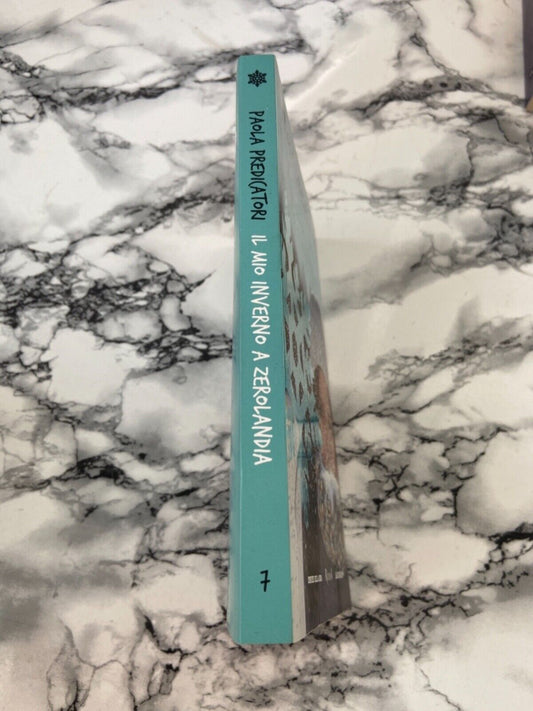 PAOLA PREDICATORI IL MIO INVERNO A ZEROLANDIA
7